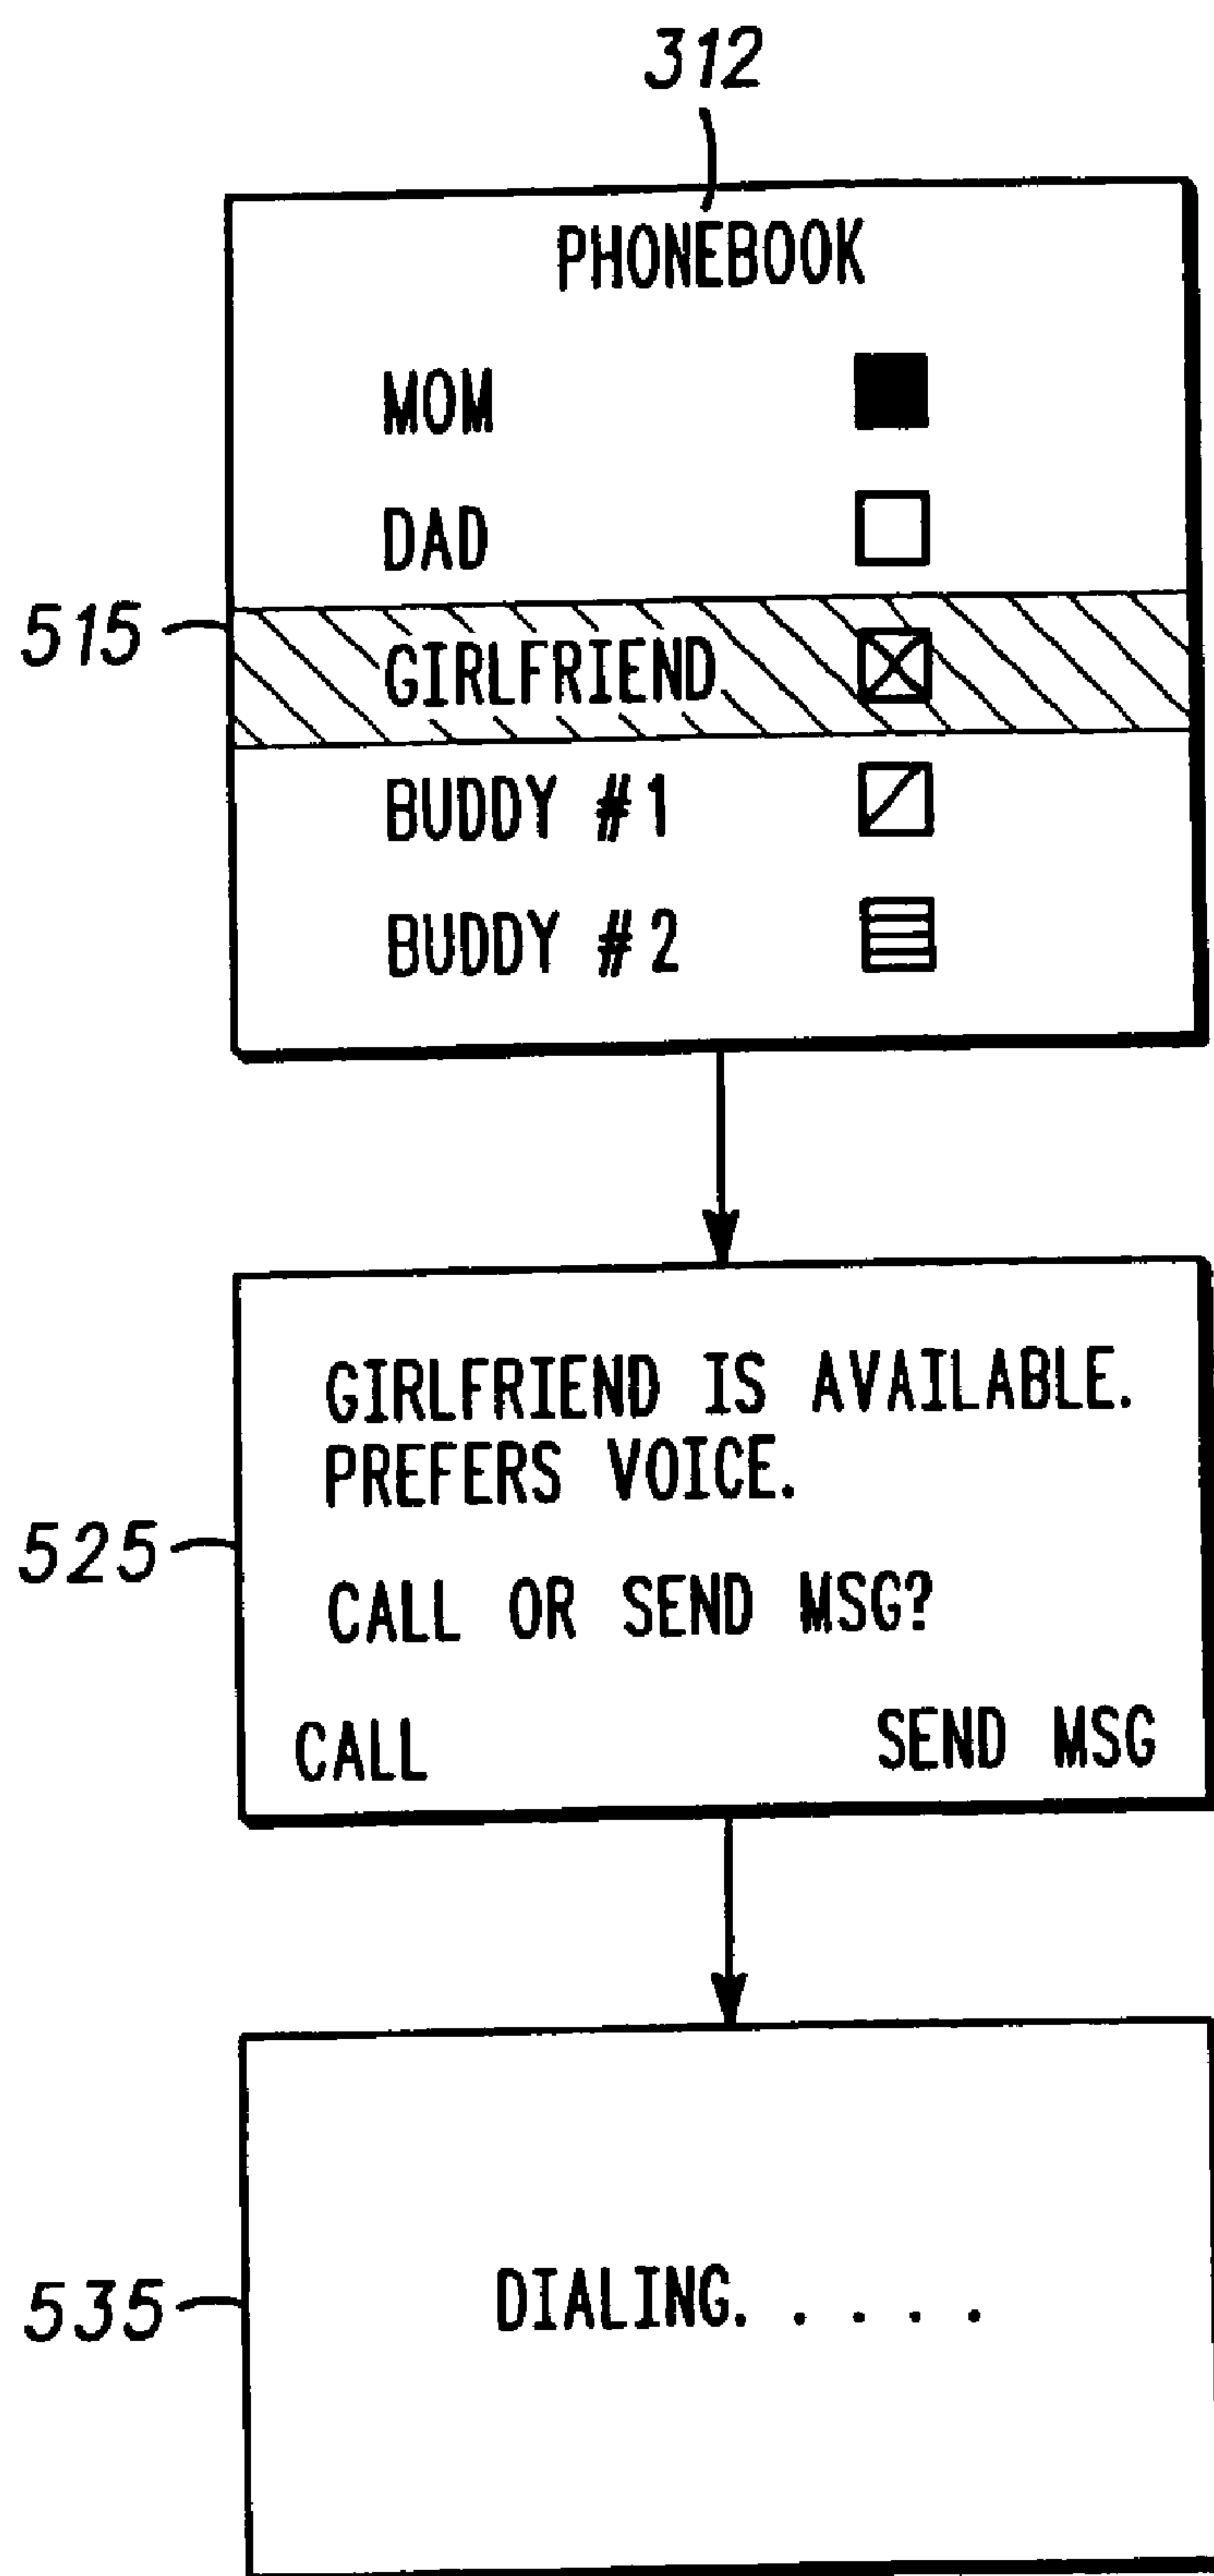 312
PHONEBOOK
MOM
DAD
515
GIRLFRIEND
BUDDY #1
BUDDY #2
GIRLFRIEND IS AVAILABLE.
PREFERS VOICE.
525
CALL OR SEND MSG?
CALL SEND MSG
535
DIALING. . . . .